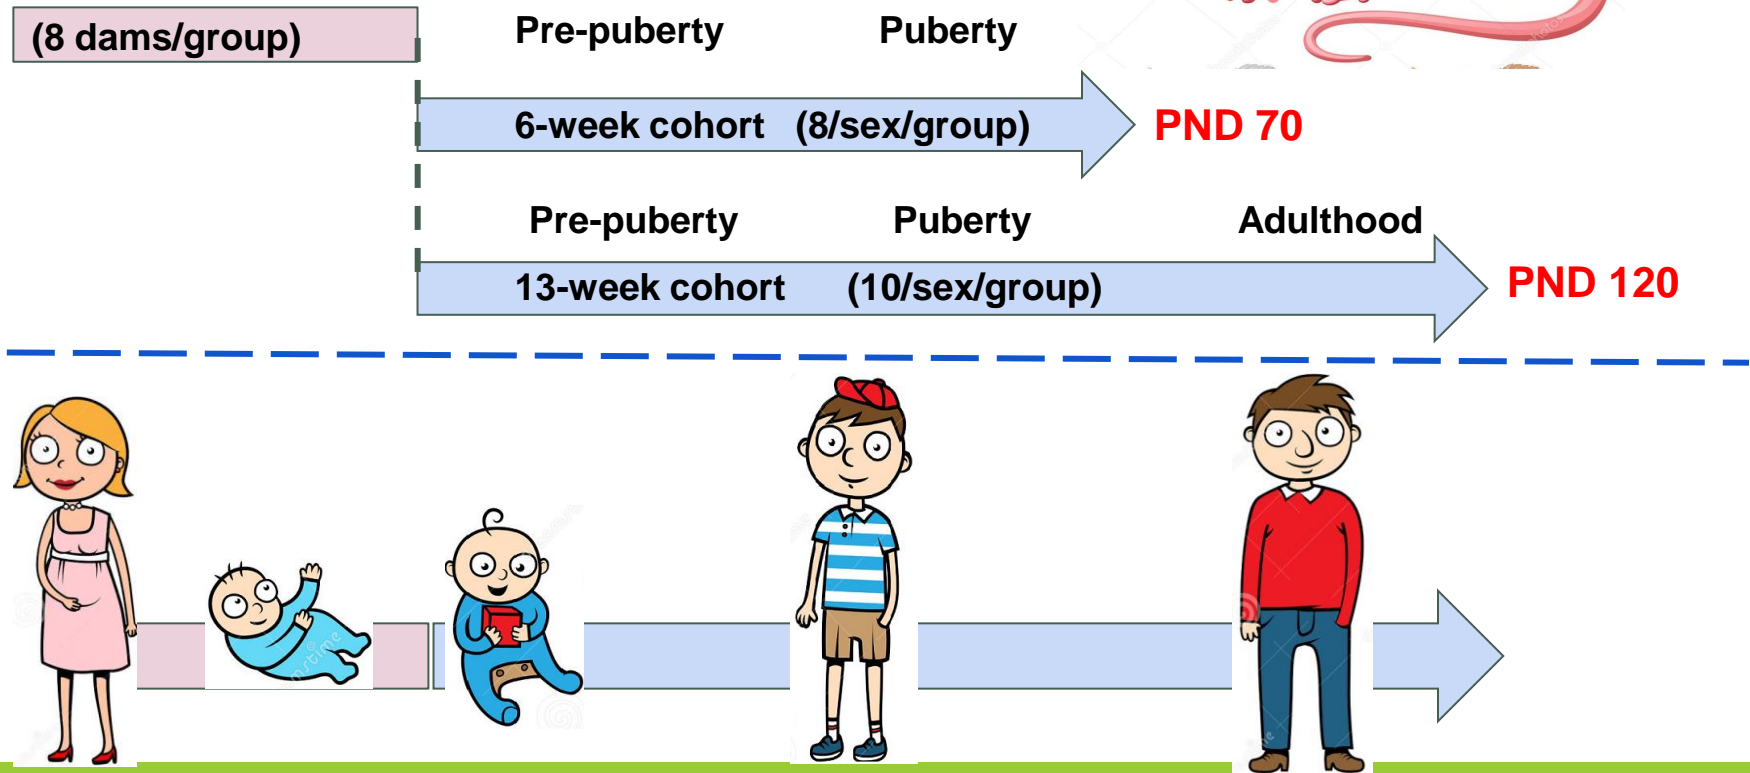 (8 dams/group)
Pre-puberty Puberty
6-week cohort (8/sex/group) PND 70
Pre-puberty Puberty Adulthood
13-week cohort (10/sex/group) PND 120